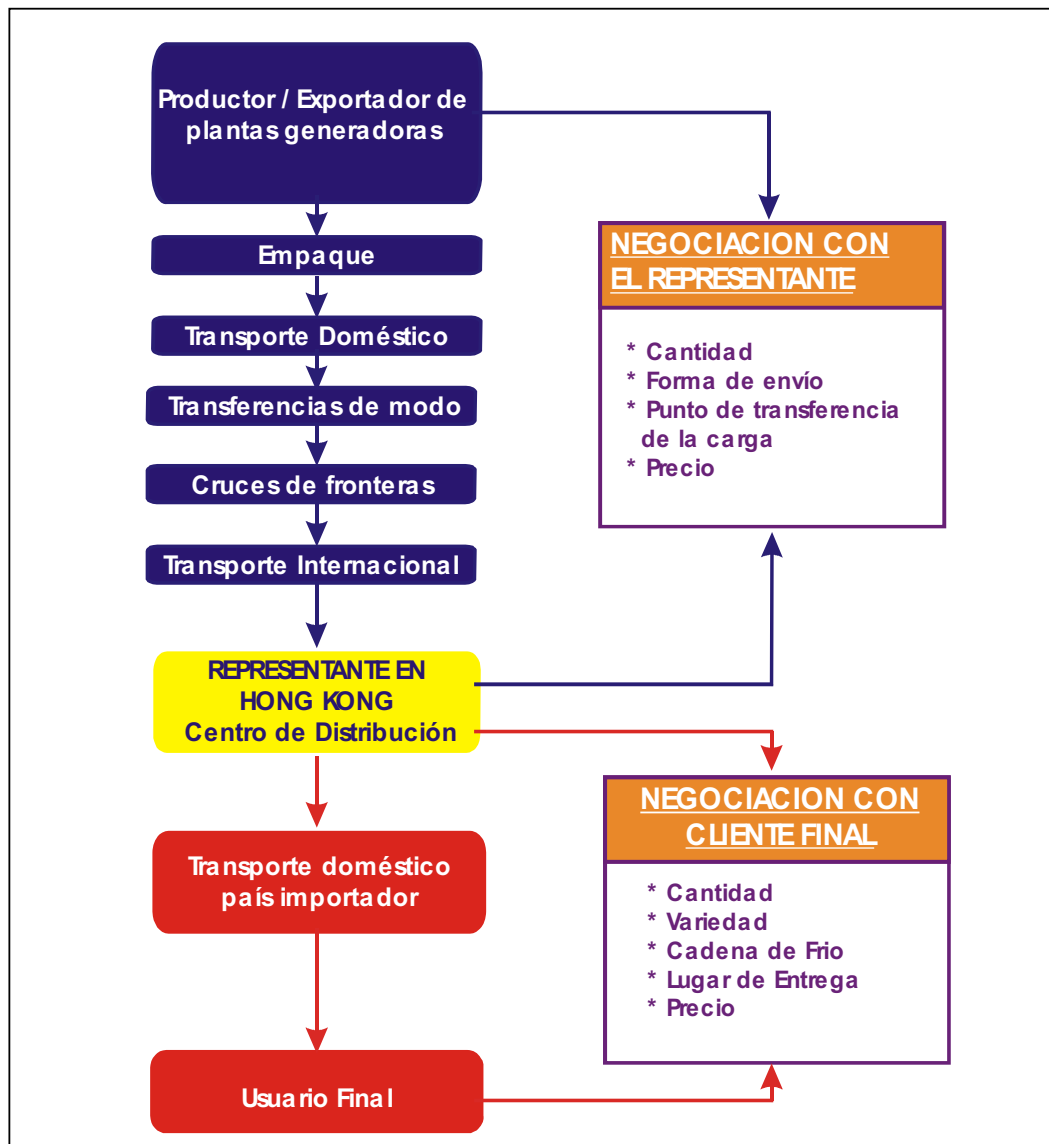 Productor / Exportador de
plantas generadoras
Empaque
Transporte Doméstico
Transferencias de modo
Cruces de fronteras
Transporte Internacional
REPRESENTANTE EN
HONG KONG
Centro de Distribución
Transporte doméstico
país importador
Usuario Final
NEGOCIACION CON
EL REPRESENTANTE
* Cantidad
* Forma de envío
* Punto de transferencia
de la carga
* Precio
NEGOCIACION CON
CLIENTE FINAL
* Cantidad
* Variedad
* Cadena de Frio
* Lugar de Entrega
* Precio